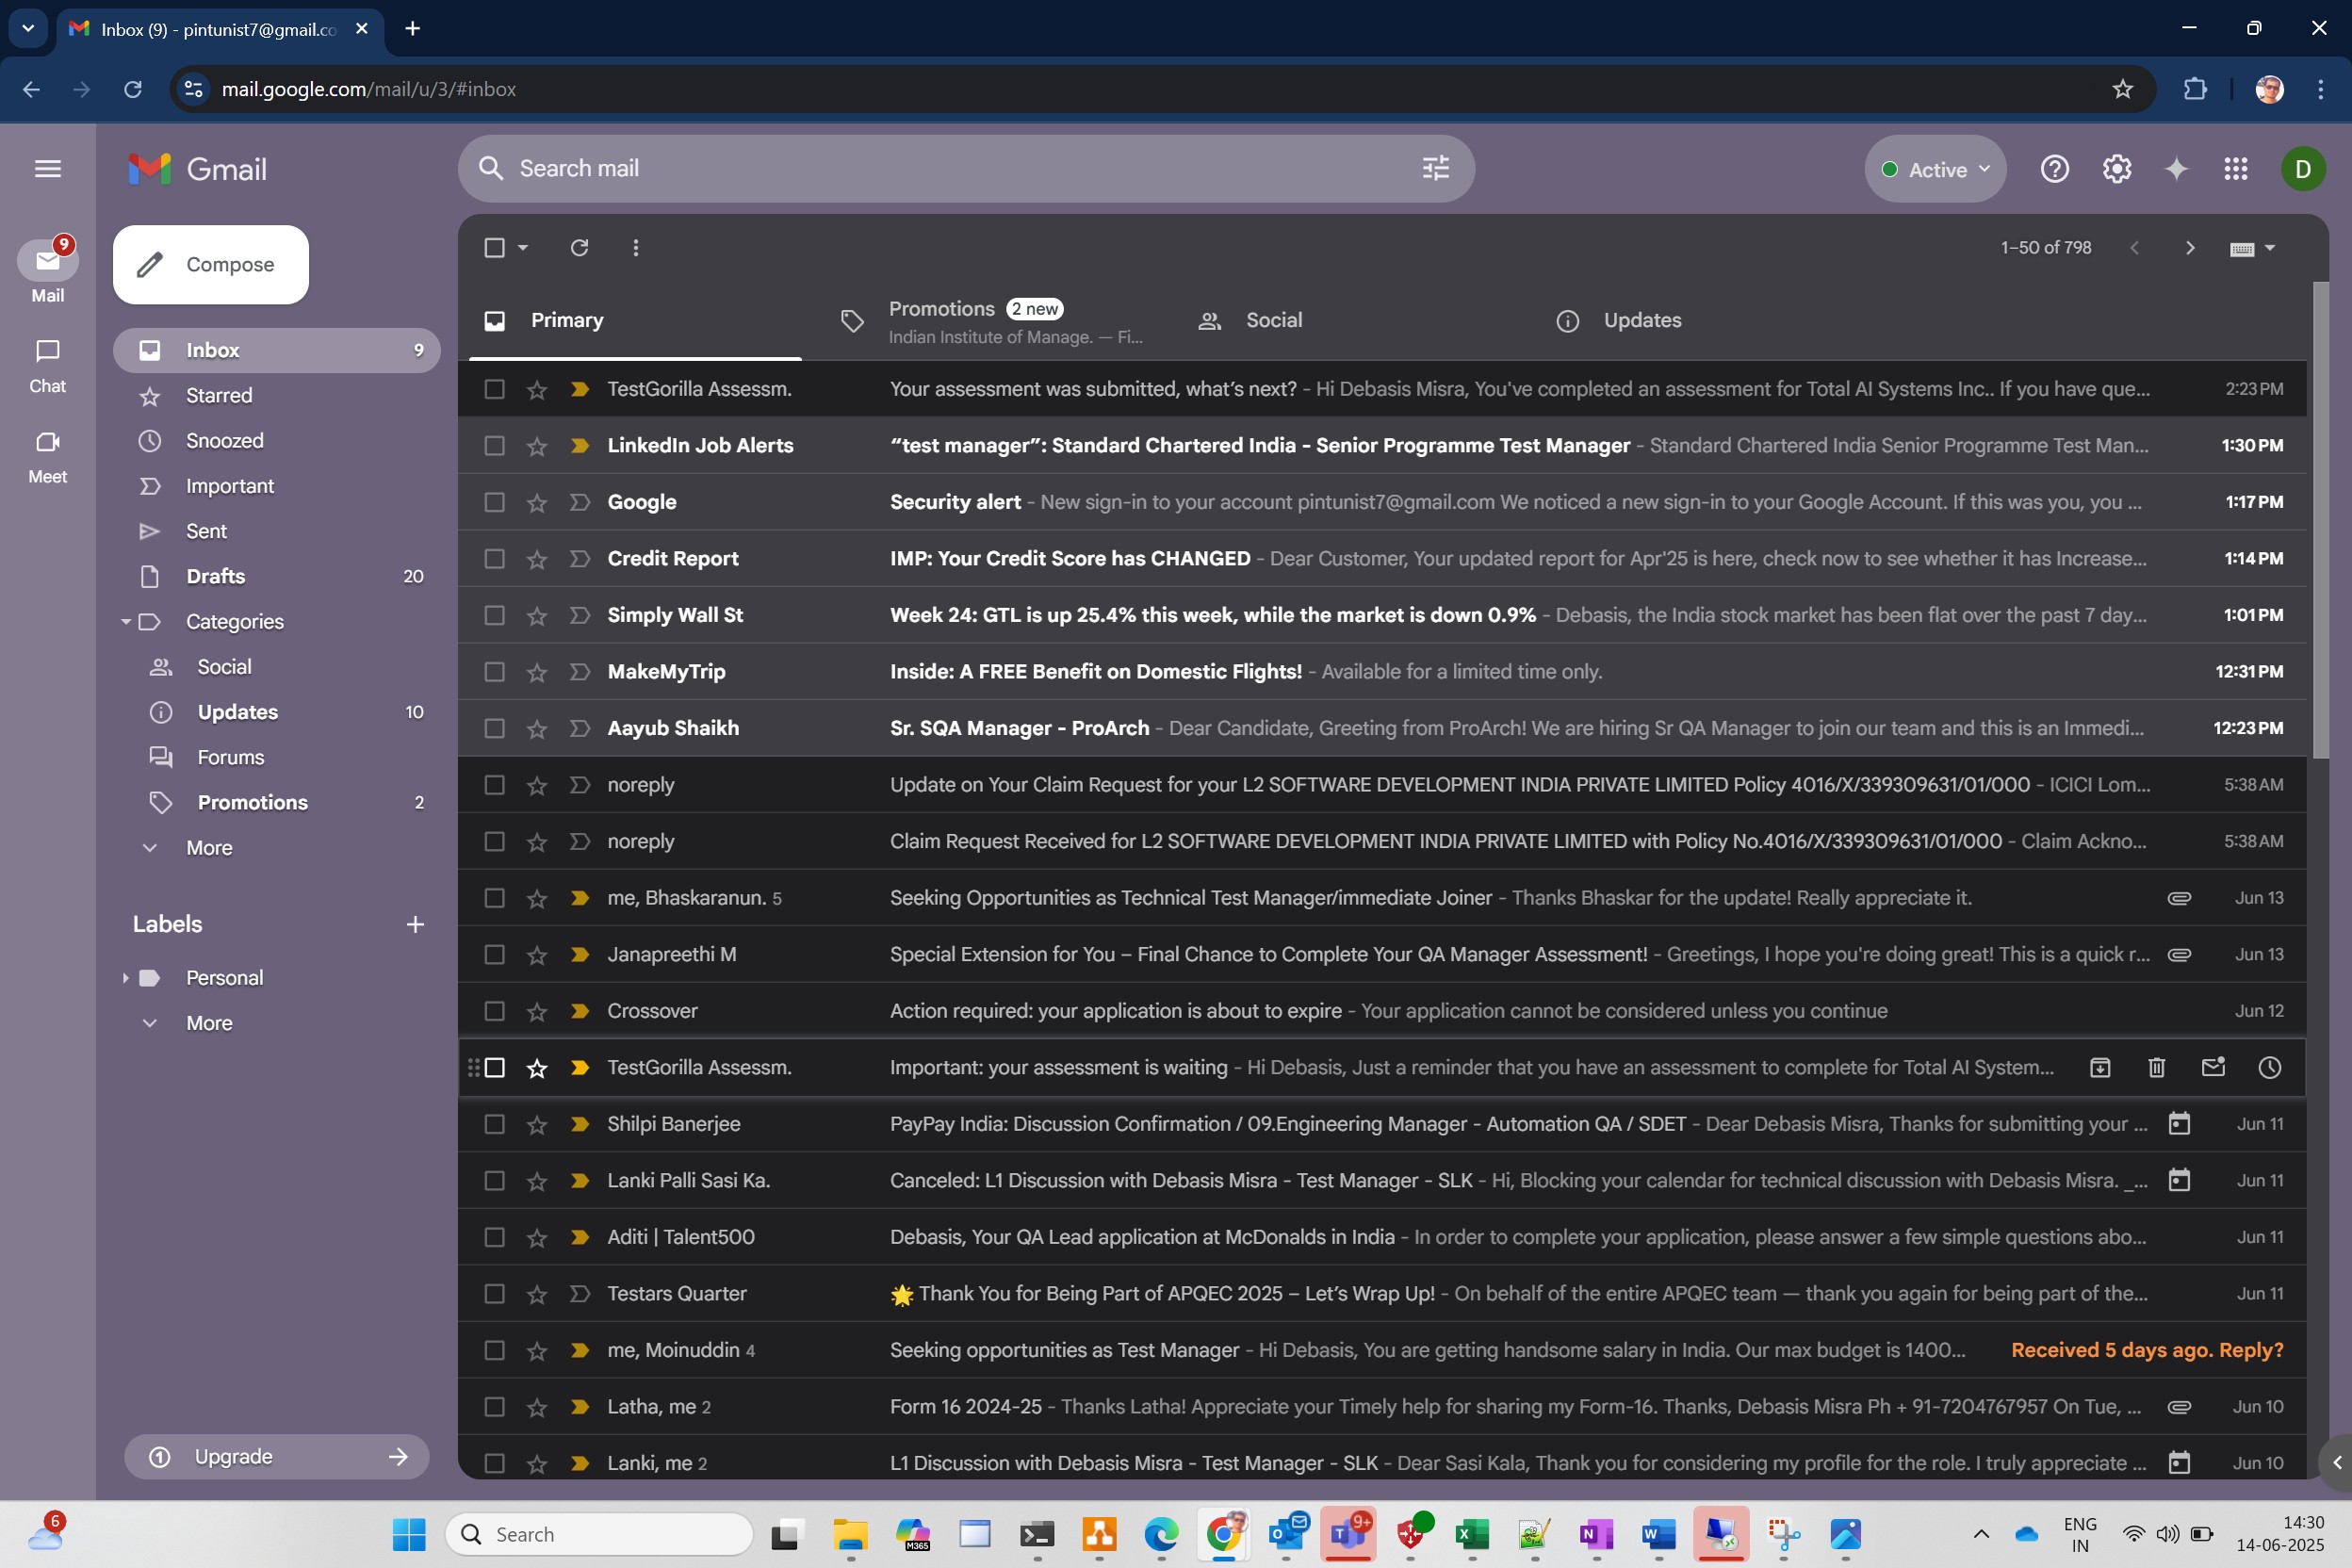 Inbox (9) - pintunist7@gmail.co
mail.google.com/mail/u/3/#inbox
Gmail
Search mail
Active
D
9
Mail
Chat
Meet
Compose
Inbox 9
Starred
Snoozed
Important
Sent
Drafts 20
Categories
Social
Updates 10
Forums
Promotions 2
More
Labels
Personal
More
Upgrade
1–50 of 798
Primary
Promotions 2 new
Indian Institute of Manage. — Fi...
Social
Updates
TestGorilla Assessm. Your assessment was submitted, what’s next? - Hi Debasis Misra, You've completed an assessment for Total AI Systems Inc.. If you have que... 2:23 PM
LinkedIn Job Alerts “test manager”: Standard Chartered India - Senior Programme Test Manager - Standard Chartered India Senior Programme Test Man... 1:30 PM
Google Security alert - New sign-in to your account pintunist7@gmail.com We noticed a new sign-in to your Google Account. If this was you, you ... 1:17 PM
Credit Report IMP: Your Credit Score has CHANGED - Dear Customer, Your updated report for Apr'25 is here, check now to see whether it has Increase... 1:14 PM
Simply Wall St Week 24: GTL is up 25.4% this week, while the market is down 0.9% - Debasis, the India stock market has been flat over the past 7 day... 1:01 PM
MakeMyTrip Inside: A FREE Benefit on Domestic Flights! - Available for a limited time only. 12:31 PM
Aayub Shaikh Sr. SQA Manager - ProArch - Dear Candidate, Greeting from ProArch! We are hiring Sr QA Manager to join our team and this is an Immedi... 12:23 PM
noreply Update on Your Claim Request for your L2 SOFTWARE DEVELOPMENT INDIA PRIVATE LIMITED Policy 4016/X/339309631/01/000 - ICICI Lom... 5:38 AM
noreply Claim Request Received for L2 SOFTWARE DEVELOPMENT INDIA PRIVATE LIMITED with Policy No.4016/X/339309631/01/000 - Claim Ackno... 5:38 AM
me, Bhaskaranun. 5 Seeking Opportunities as Technical Test Manager/immediate Joiner - Thanks Bhaskar for the update! Really appreciate it. Jun 13
Janapreethi M Special Extension for You – Final Chance to Complete Your QA Manager Assessment! - Greetings, I hope you're doing great! This is a quick r... Jun 13
Crossover Action required: your application is about to expire - Your application cannot be considered unless you continue Jun 12
TestGorilla Assessm. Important: your assessment is waiting - Hi Debasis, Just a reminder that you have an assessment to complete for Total AI System...
Shilpi Banerjee PayPay India: Discussion Confirmation / 09.Engineering Manager - Automation QA / SDET - Dear Debasis Misra, Thanks for submitting your ... Jun 11
Lanki Palli Sasi Ka. Canceled: L1 Discussion with Debasis Misra - Test Manager - SLK - Hi, Blocking your calendar for technical discussion with Debasis Misra. _... Jun 11
Aditi | Talent500 Debasis, Your QA Lead application at McDonalds in India - In order to complete your application, please answer a few simple questions abo... Jun 11
Testars Quarter 🌟 Thank You for Being Part of APQEC 2025 – Let’s Wrap Up! - On behalf of the entire APQEC team — thank you again for being part of the... Jun 11
me, Moinuddin 4 Seeking opportunities as Test Manager - Hi Debasis, You are getting handsome salary in India. Our max budget is 1400... Received 5 days ago. Reply?
Latha, me 2 Form 16 2024-25 - Thanks Latha! Appreciate your Timely help for sharing my Form-16. Thanks, Debasis Misra Ph + 91-7204767957 On Tue, ... Jun 10
Lanki, me 2 L1 Discussion with Debasis Misra - Test Manager - SLK - Dear Sasi Kala, Thank you for considering my profile for the role. I truly appreciate ... Jun 10
6
Search
M365
9+
ENG
IN
14:30
14-06-2025